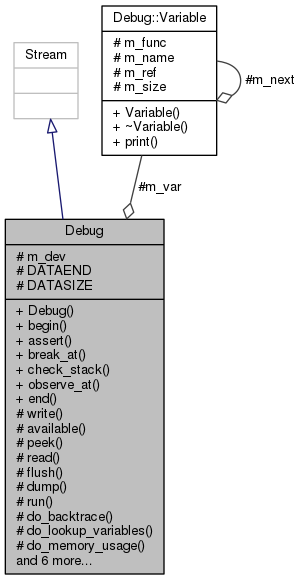 Debug::Variable
# m_func
# m_name
# m_ref
# m_size
+ Variable()
+ ~Variable()
+ print()
Stream
#m_next
#m_var
Debug
# m_dev
# DATAEND
# DATASIZE
+ Debug()
+ begin()
+ assert()
+ break_at()
+ check_stack()
+ observe_at()
+ end()
# write()
# available()
# peek()
# read()
# flush()
# dump()
# run()
# do_backtrace()
# do_lookup_variables()
# do_memory_usage()
and 6 more...